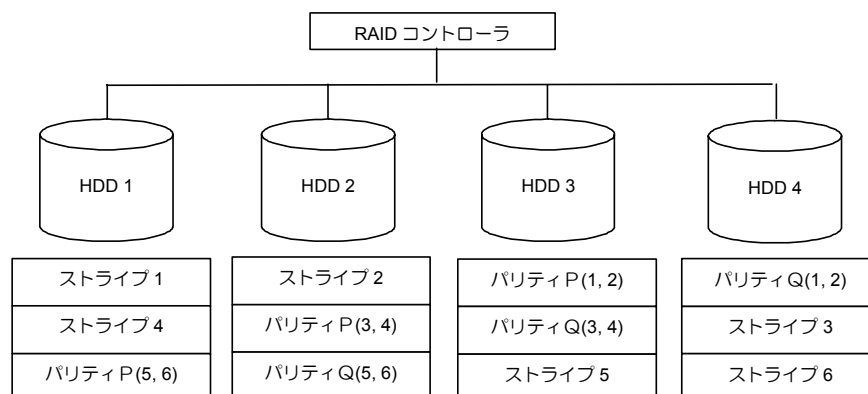 RAID コントローラ
HDD 1
HDD 2
HDD 3
HDD 4
ストライプ 1
ストライプ 2
パリティ P(1, 2)
パリティ Q(1, 2)
ストライプ 4
パリティ P(3, 4)
パリティ Q(3, 4)
ストライプ 3
パリティ P(5, 6)
パリティ Q(5, 6)
ストライプ 5
ストライプ 6